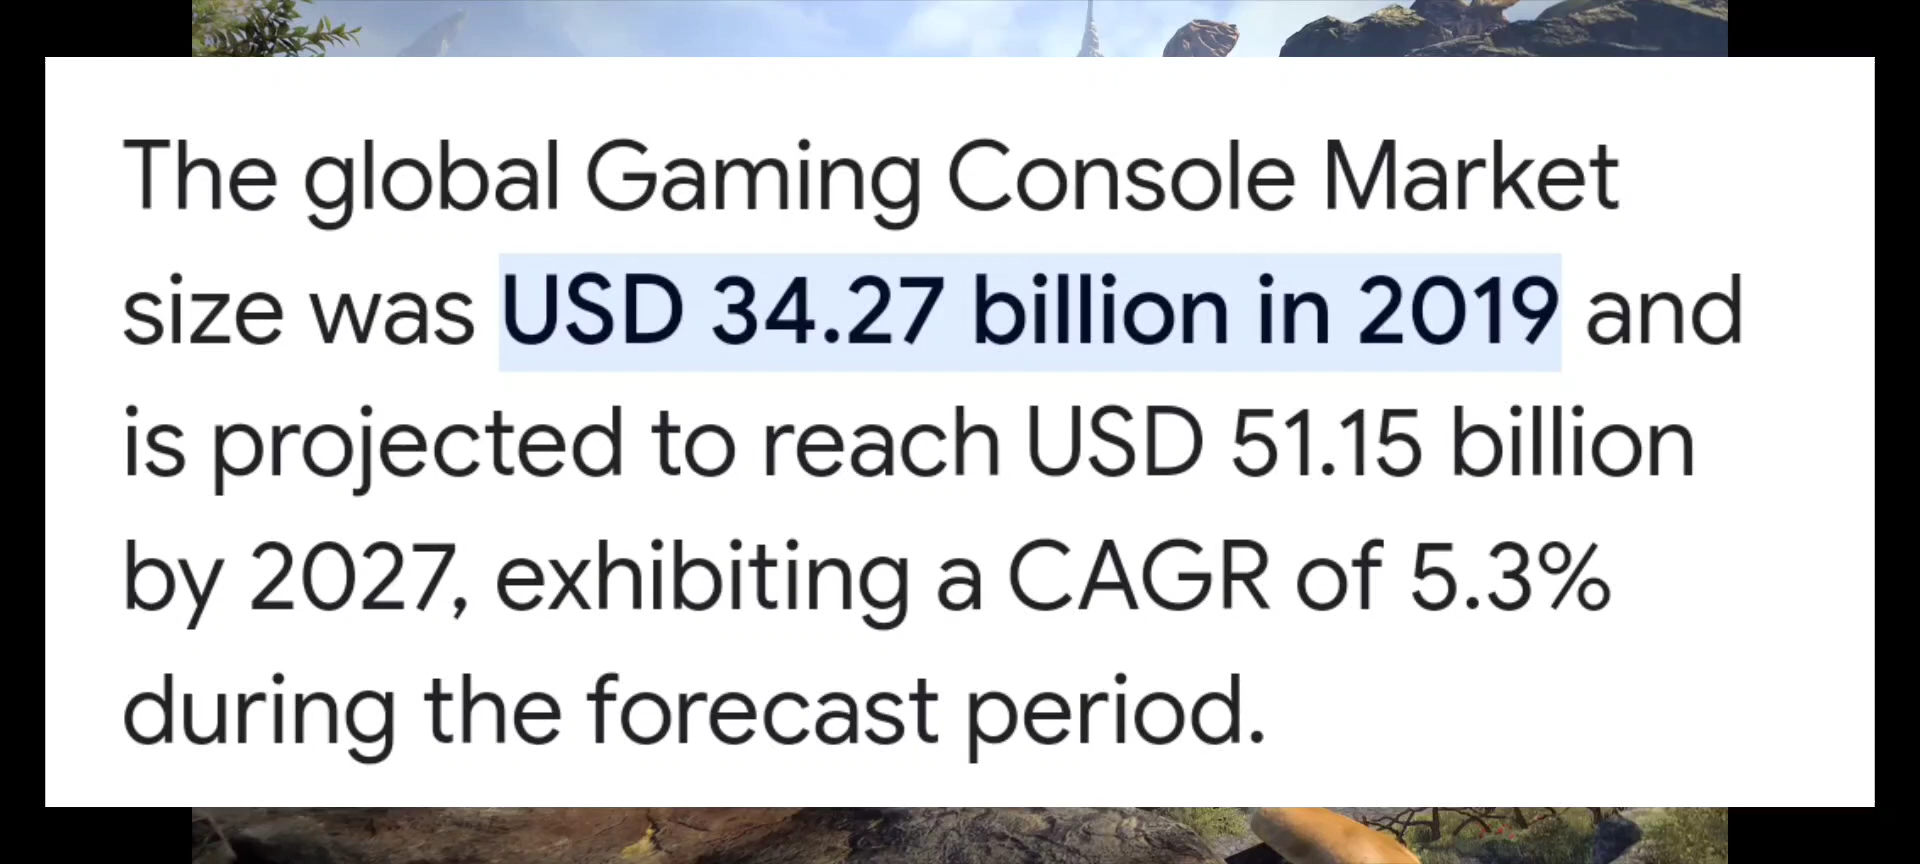 The global Gaming Console Market
size was USD 34.27 billion in 2019 and
is projected to reach USD 51.15 billion
by 2027, exhibiting a CAGR of 5.3%
during the forecast period.